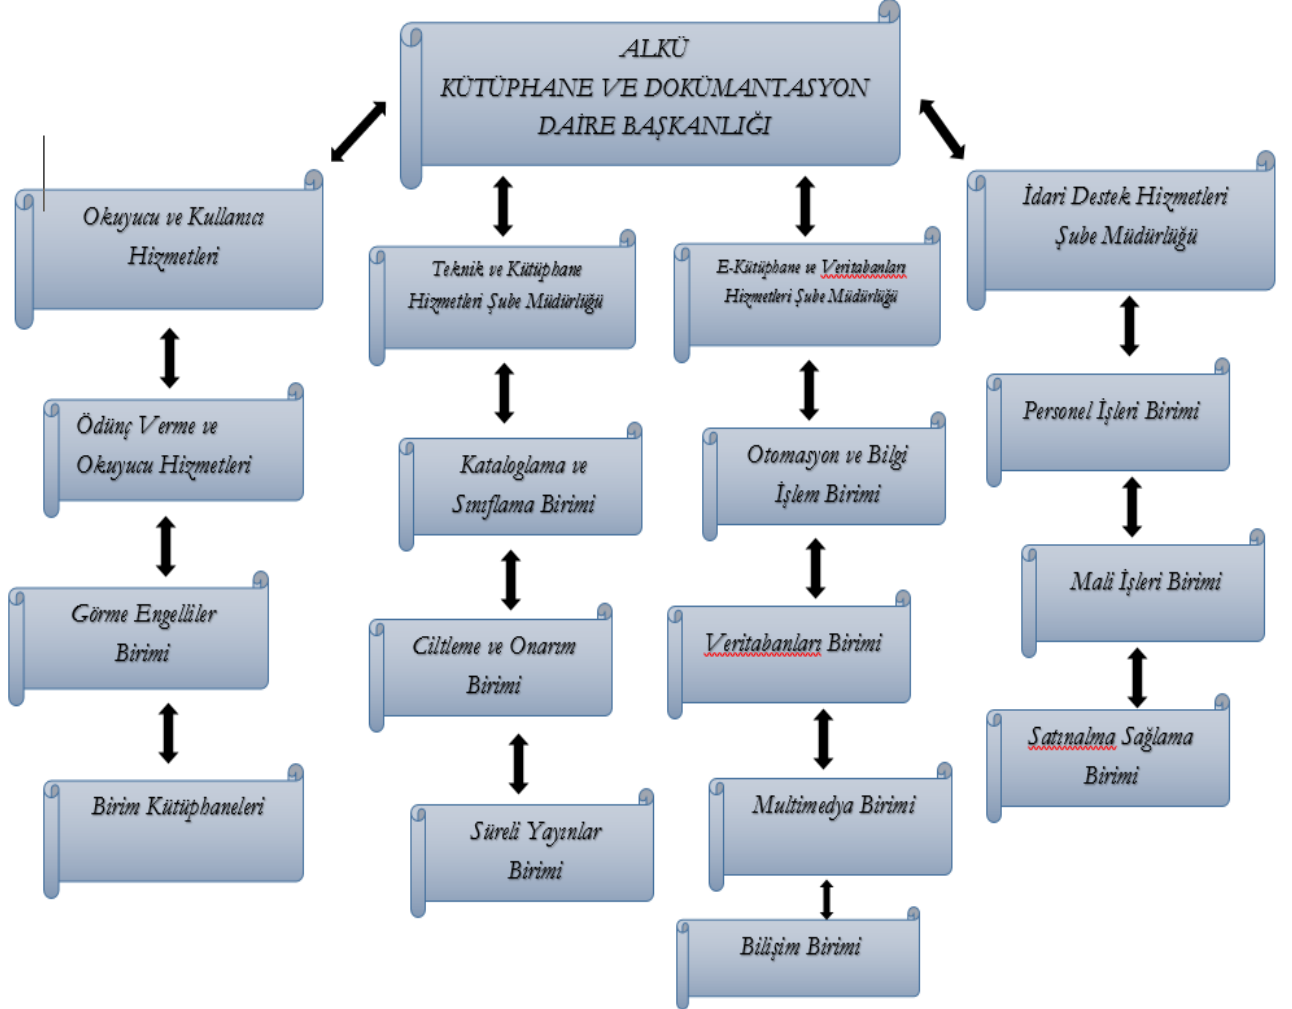 ALKÜ
KÜTÜPHANE VE DOKÜMANTASYON
DAİRE BAŞKANLIĞI
Okuyucu ve Kullanıcı
Hizmetleri
Ödünç Verme ve
Okuyucu Hizmetleri
Görme Engelliler
Birimi
Birim Kütüphaneleri
Teknik ve Kütüphane
Hizmetleri Şube Müdürlüğü
Kataloglama ve
Sınıflama Birimi
Ciltleme ve Onarım
Birimi
Süreli Yayınlar
Birimi
E-Kütüphane ve Veritabanları
Hizmetleri Şube Müdürlüğü
Otomasyon ve Bilgi
İşlem Birimi
Veritabanları Birimi
Multimedya Birimi
Bilişim Birimi
İdari Destek Hizmetleri
Şube Müdürlüğü
Personel İşleri Birimi
Mali İşleri Birimi
Satınalma Sağlama
Birimi